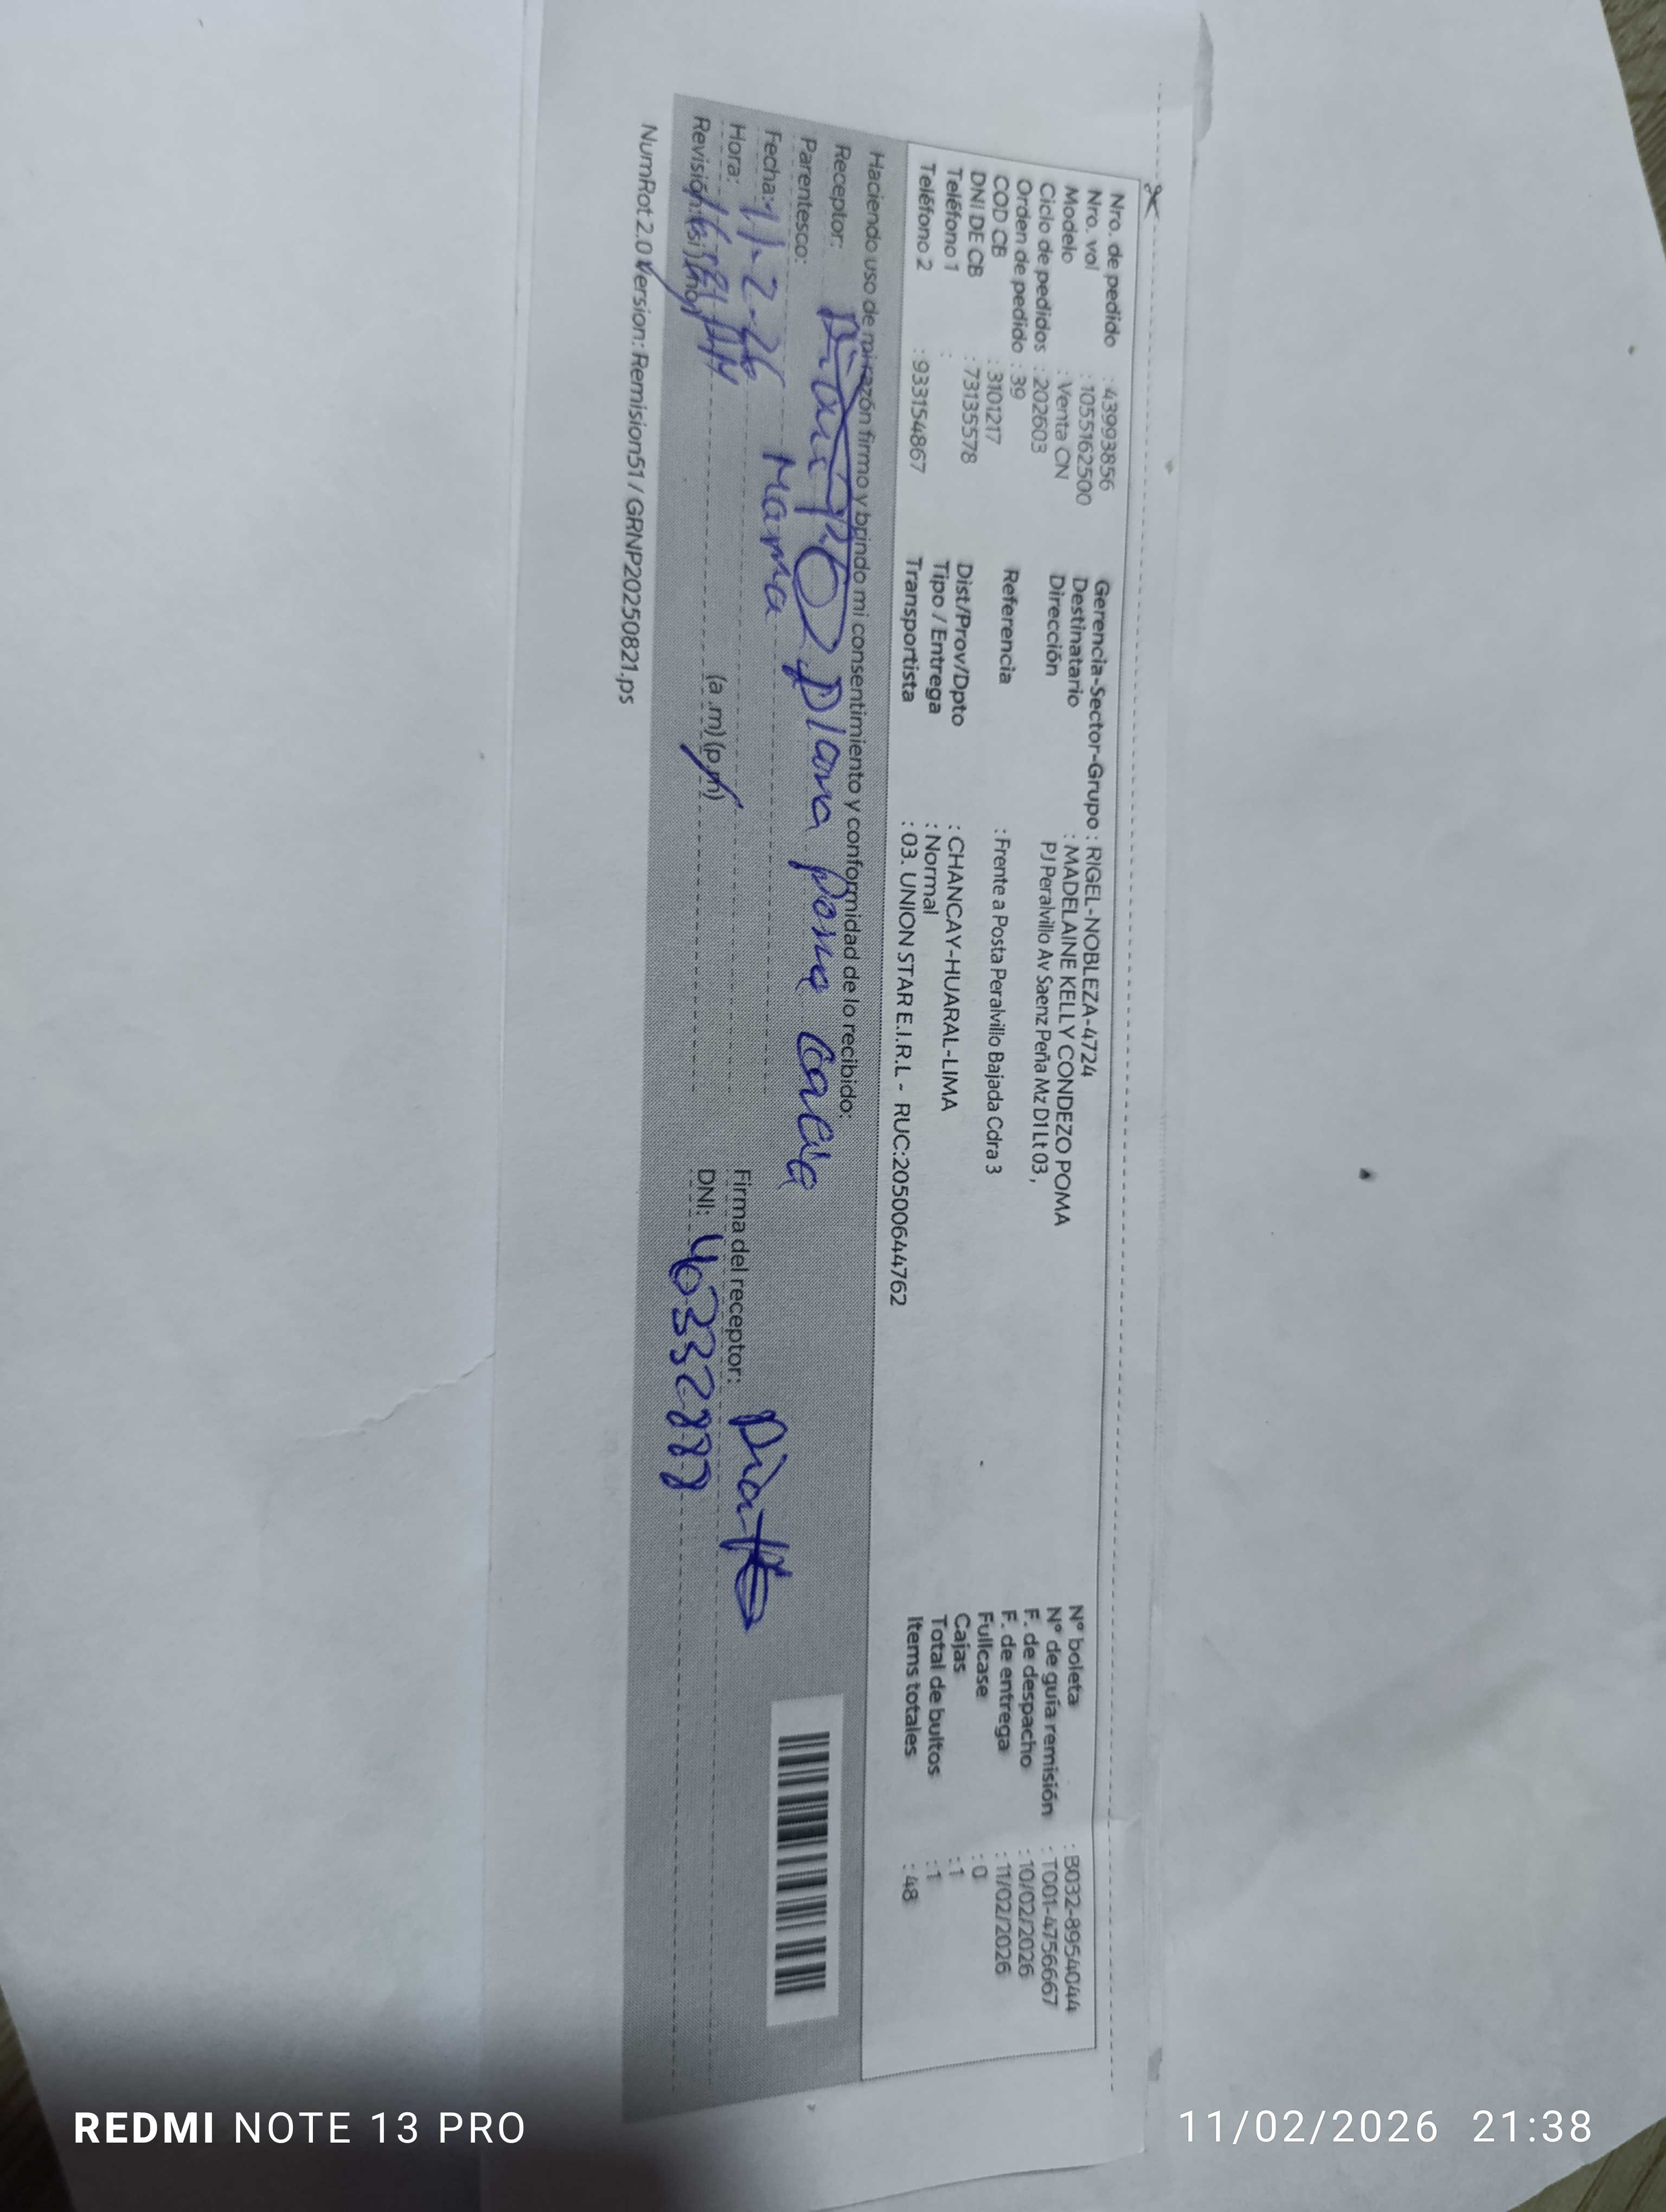 Nro. de pedido : 43993856
Nro. vol : 1055162500
Modelo : Venta CN
Ciclo de pedidos : 202603
Orden de pedido : 39
COD CB : 3101217
DNI DE CB : 73135578
Teléfono 1 :
Teléfono 2 : 933154867
Gerencia-Sector-Grupo : RIGEL-NOBLEZA-4724
Destinatario : MADELAINE KELLY CONDEZO POMA
Dirección PJ Peralvillo Av Saenz Peña Mz D1 Lt 03 ,
Referencia : Frente a Posta Peralvillo Bajada Cdra 3
Dist/Prov/Dpto : CHANCAY-HUARAL-LIMA
Tipo / Entrega : Normal
Transportista : 03. UNION STAR E.I.R.L - RUC:20500644762
N° boleta : B032-8954044
N° de guía remisión : T001-4756667
F. de despacho : 10/02/2026
F. de entrega : 11/02/2026
Fullcase : 0
Cajas : 1
Total de bultos : 1
Items totales : 48
Haciendo uso de mi razón firmo y brindo mi consentimiento y conformidad de lo recibido:
Receptor: Diana Poma
Parentesco: Mama
Fecha: 11-2-26
Hora: (a .m) (p.m)
Revisión: (si) (no)
Firma del receptor:
DNI: 40332888
NumRot 2.0 Version: Remision51 / GRNP20250821.ps
REDMI NOTE 13 PRO
11/02/2026 21:38